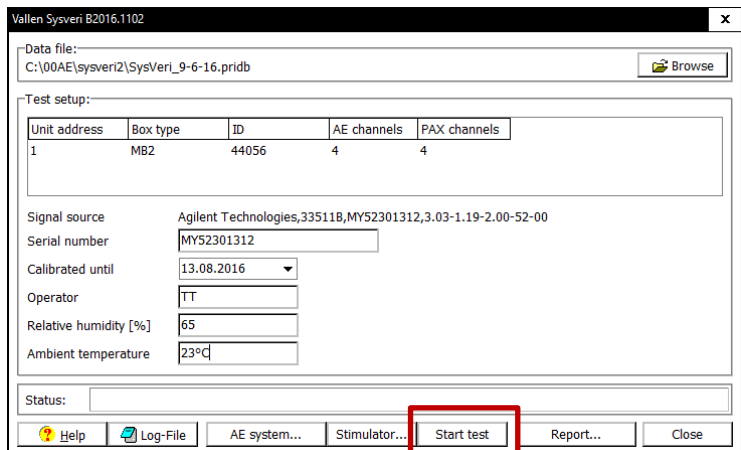 Vallen Sysveri B2016.1102 x
Data file:
C:\00AE\sysveri2\SysVeri_9-6-16.pridb Browse
Test setup:
Unit address Box type ID AE channels PAX channels
1 MB2 44056 4 4
Signal source Agilent Technologies,33511B,MY52301312,3.03-1.19-2.00-52-00
Serial number MY52301312
Calibrated until 13.08.2016
Operator TT
Relative humidity [%] 65
Ambient temperature 23ºC
Status:
? Help Log-File AE system... Stimulator... Start test Report... Close